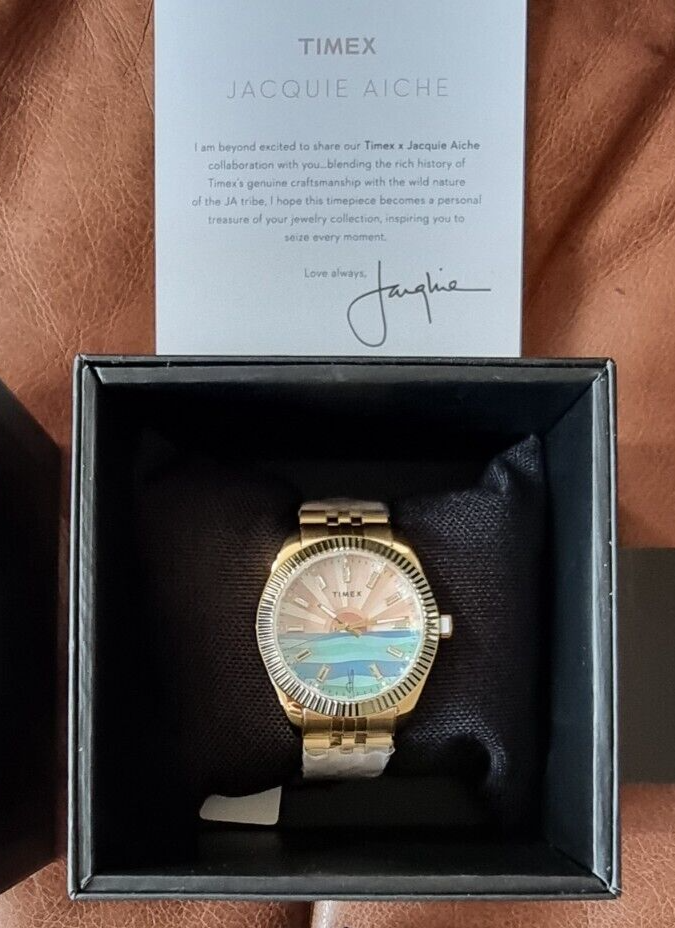 TIMEX
JACQUIE AICHE
I am beyond excited to share our Timex x Jacquie Aiche
collaboration with you...blending the rich history of
Timex's genuine craftsmanship with the wild nature
of the JA tribe. I hope this timepiece becomes a personal
treasure of your jewelry collection, inspiring you to
seize every moment.
Love always,
Jacquie
TIMEX